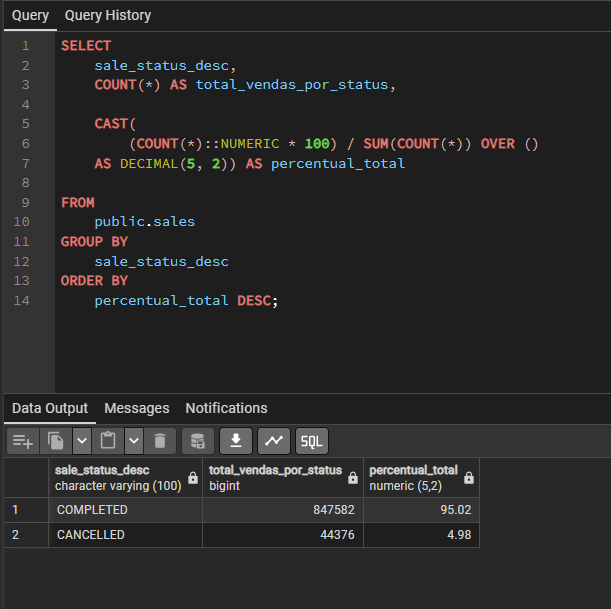 Query Query History
1 SELECT
2 sale_status_desc,
3 COUNT(*) AS total_vendas_por_status,
4
5 CAST(
6 (COUNT(*)::NUMERIC * 100) / SUM(COUNT(*)) OVER ()
7 AS DECIMAL(5, 2)) AS percentual_total
8
9 FROM
10 public.sales
11 GROUP BY
12 sale_status_desc
13 ORDER BY
14 percentual_total DESC;
Data Output Messages Notifications
SQL
sale_status_desc total_vendas_por_status percentual_total
character varying (100) bigint numeric (5,2)
1 COMPLETED 847582 95.02
2 CANCELLED 44376 4.98